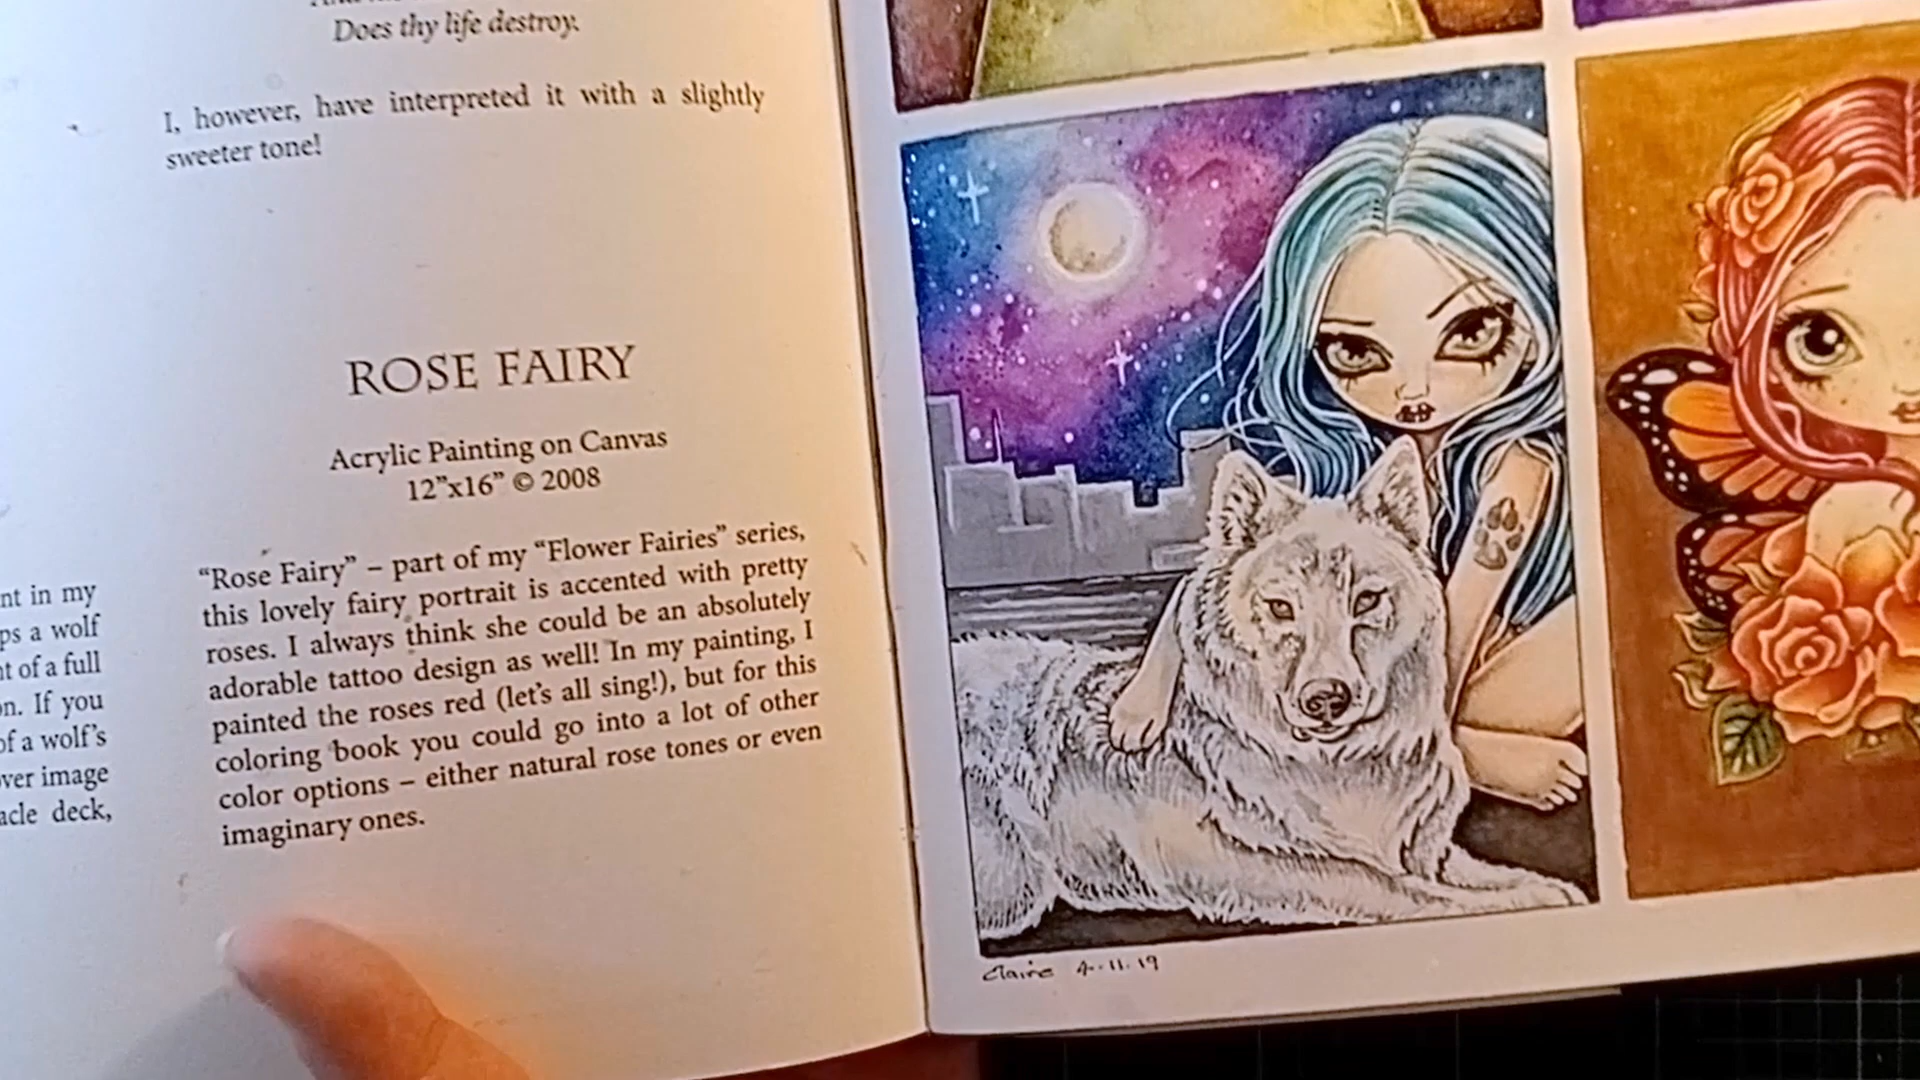 Does thy life destroy.
I, however, have interpreted it with a slightly
sweeter tone!
ROSE FAIRY
Acrylic Painting on Canvas
12”x16” © 2008
“Rose Fairy” – part of my “Flower Fairies” series,
this lovely fairy portrait is accented with pretty
roses. I always think she could be an absolutely
adorable tattoo design as well! In my painting, I
painted the roses red (let’s all sing!), but for this
coloring book you could go into a lot of other
color options – either natural rose tones or even
imaginary ones.
nt in my
ps a wolf
of a full
If you
of a wolf’s
image
deck,
Claire 4.11.19